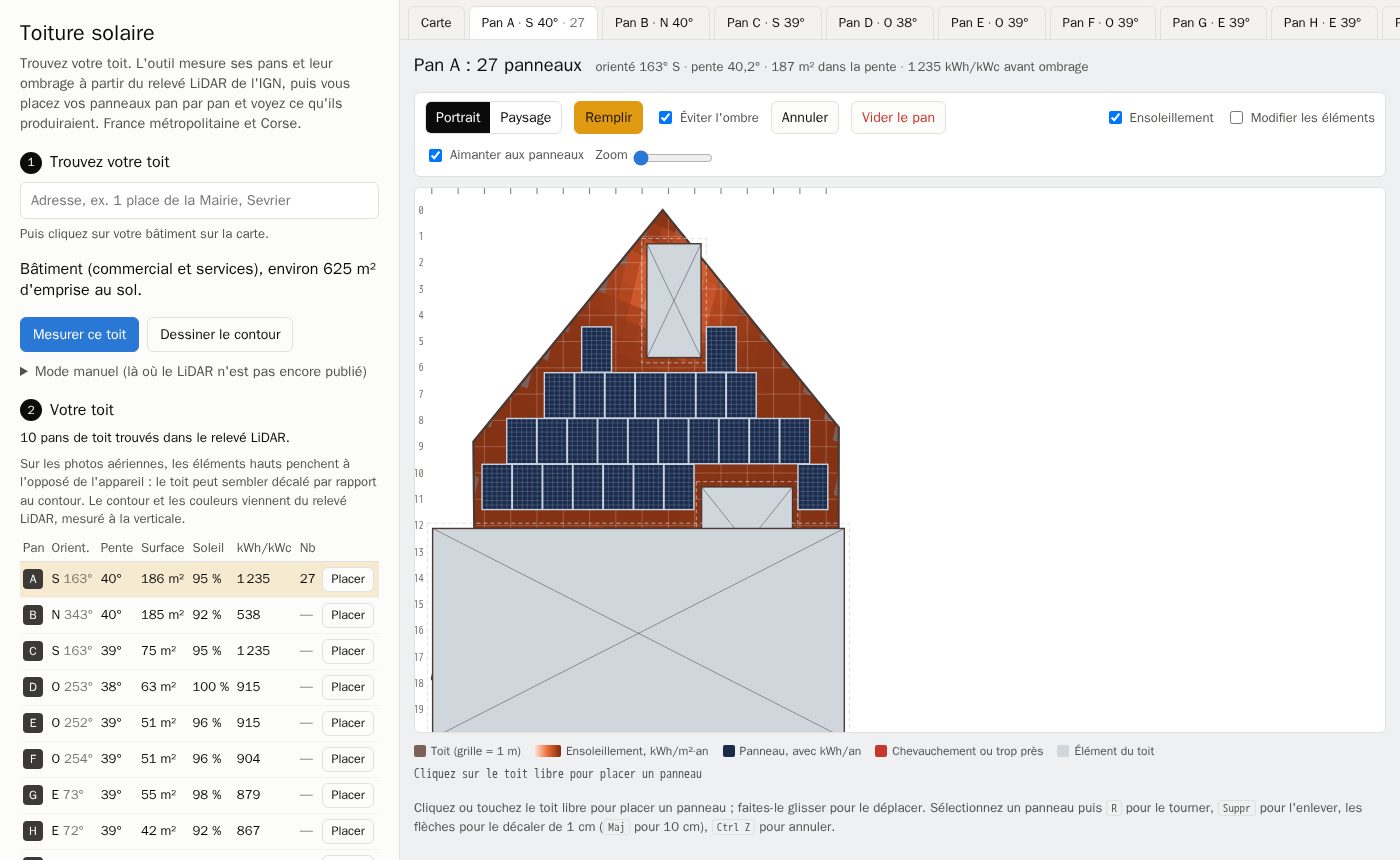 Toiture solaire
Trouvez votre toit. L'outil mesure ses pans et leur
ombrage à partir du relevé LiDAR de l'IGN, puis vous
placez vos panneaux pan par pan et voyez ce qu'ils
produiraient. France métropolitaine et Corse.
1 Trouvez votre toit
Adresse, ex. 1 place de la Mairie, Sevrier
Puis cliquez sur votre bâtiment sur la carte.
Bâtiment (commercial et services), environ 625 m²
d'emprise au sol.
Mesurer ce toit Dessiner le contour
Mode manuel (là où le LiDAR n'est pas encore publié)
2 Votre toit
10 pans de toit trouvés dans le relevé LiDAR.
Sur les photos aériennes, les éléments hauts penchent à
l'opposé de l'appareil : le toit peut sembler décalé par rapport
au contour. Le contour et les couleurs viennent du relevé
LiDAR, mesuré à la verticale.
Pan Orient. Pente Surface Soleil kWh/kWc Nb
A S 163° 40° 186 m² 95 % 1 235 27 Placer
B N 343° 40° 185 m² 92 % 538 — Placer
C S 163° 39° 75 m² 95 % 1 235 — Placer
D O 253° 38° 63 m² 100 % 915 — Placer
E O 252° 39° 51 m² 96 % 915 — Placer
F O 254° 39° 51 m² 96 % 904 — Placer
G E 73° 39° 55 m² 98 % 879 — Placer
H E 72° 39° 42 m² 92 % 867 — Placer
Carte Pan A · S 40° · 27 Pan B · N 40° Pan C · S 39° Pan D · O 38° Pan E · O 39° Pan F · O 39° Pan G · E 39° Pan H · E 39°
Pan A : 27 panneaux orienté 163° S · pente 40,2° · 187 m² dans la pente · 1 235 kWh/kWc avant ombrage
Portrait Paysage Remplir Éviter l'ombre Annuler Vider le pan Ensoleillement Modifier les éléments
Aimanter aux panneaux Zoom
0
1
2
3
4
5
6
7
8
9
10
11
12
13
14
15
16
17
18
19
Toit (grille = 1 m) Ensoleillement, kWh/m²·an Panneau, avec kWh/an Chevauchement ou trop près Élément du toit
Cliquez sur le toit libre pour placer un panneau
Cliquez ou touchez le toit libre pour placer un panneau ; faites-le glisser pour le déplacer. Sélectionnez un panneau puis R pour le tourner, Suppr pour l'enlever, les
flèches pour le décaler de 1 cm (Maj pour 10 cm), Ctrl Z pour annuler.